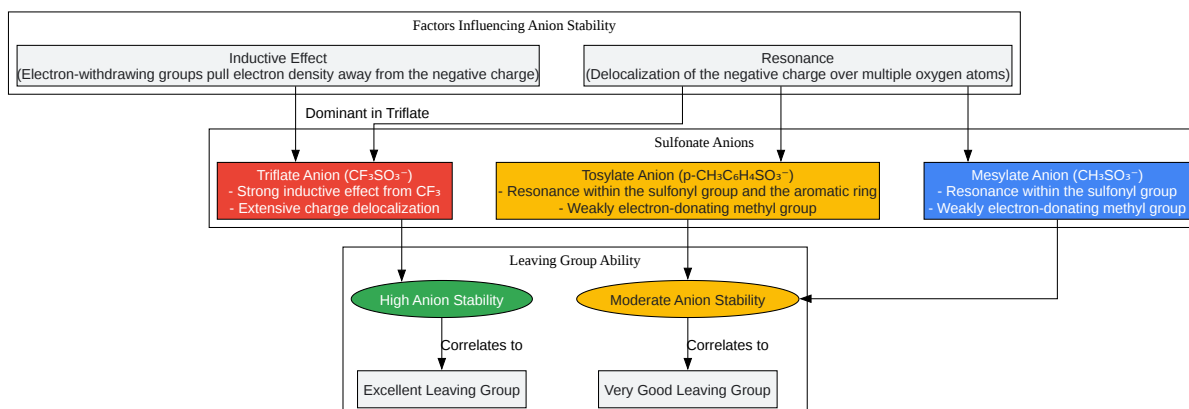 Factors Influencing Anion Stability
Inductive Effect
(Electron-withdrawing groups pull electron density away from the negative charge)
Resonance
(Delocalization of the negative charge over multiple oxygen atoms)
Dominant in Triflate
Sulfonate Anions
Triflate Anion (CF₃SO₃⁻)
- Strong inductive effect from CF₃
- Extensive charge delocalization
Tosylate Anion (p-CH₃C₆H₄SO₃⁻)
- Resonance within the sulfonyl group and the aromatic ring
- Weakly electron-donating methyl group
Mesylate Anion (CH₃SO₃⁻)
- Resonance within the sulfonyl group
- Weakly electron-donating methyl group
Leaving Group Ability
High Anion Stability
Moderate Anion Stability
Correlates to
Correlates to
Excellent Leaving Group
Very Good Leaving Group